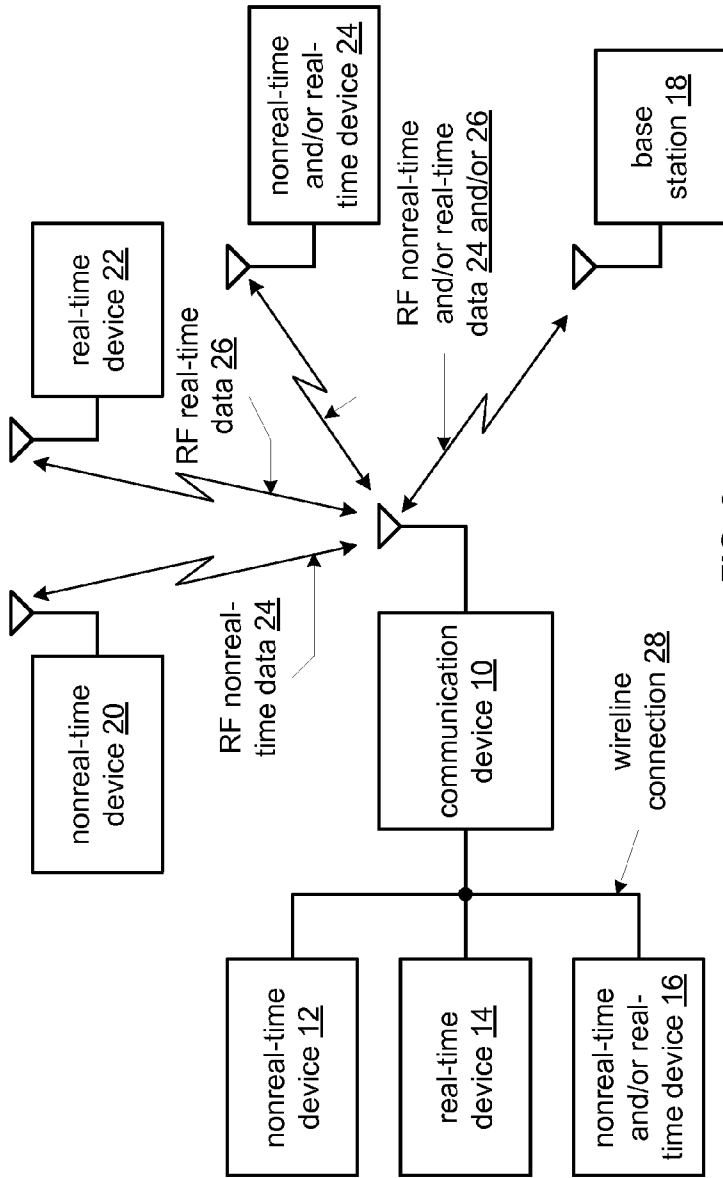 nonreal-time
device 20
real-time
device 22
RF nonreal-
time data 24
RF real-time
data 26
nonreal-time
and/or real-
time device 24
RF nonreal-time
and/or real-time
data 24 and/or 26
nonreal-time
device 12
real-time
device 14
nonreal-time
and/or real-
time device 16
communication
device 10
wireline
connection 28
base
station 18